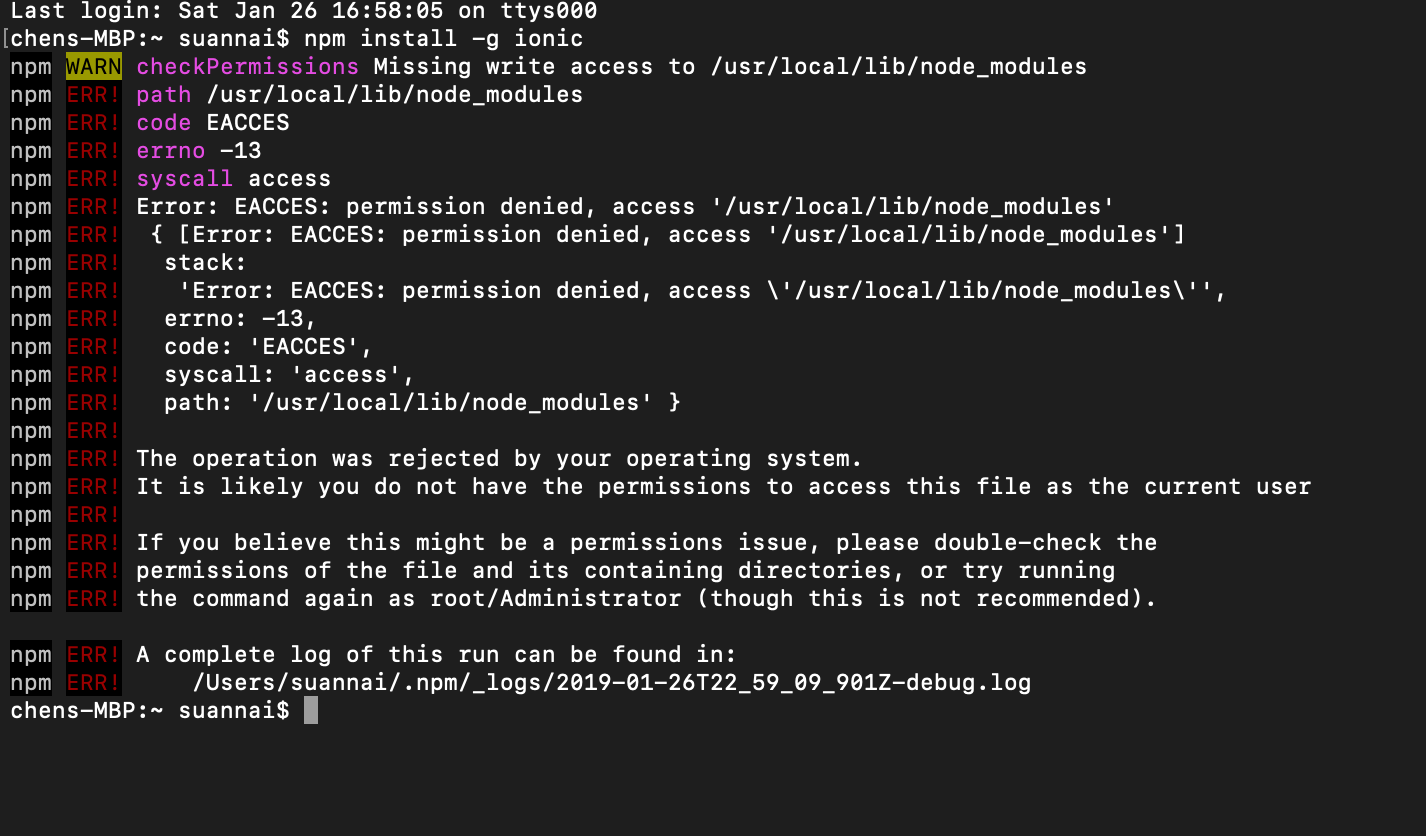 Last login: Sat Jan 26 16:58:05 on ttys000
[chens-MBP:~ suannai$ npm install -g ionic
npm WARN checkPermissions Missing write access to /usr/local/lib/node_modules
npm ERR! path /usr/local/lib/node_modules
npm ERR! code EACCES
npm ERR! errno -13
npm ERR! syscall access
npm ERR! Error: EACCES: permission denied, access '/usr/local/lib/node_modules'
npm ERR!  { [Error: EACCES: permission denied, access '/usr/local/lib/node_modules']
npm ERR!   stack:
npm ERR!    'Error: EACCES: permission denied, access \'/usr/local/lib/node_modules\'',
npm ERR!   errno: -13,
npm ERR!   code: 'EACCES',
npm ERR!   syscall: 'access',
npm ERR!   path: '/usr/local/lib/node_modules' }
npm ERR!
npm ERR! The operation was rejected by your operating system.
npm ERR! It is likely you do not have the permissions to access this file as the current user
npm ERR!
npm ERR! If you believe this might be a permissions issue, please double-check the
npm ERR! permissions of the file and its containing directories, or try running
npm ERR! the command again as root/Administrator (though this is not recommended).
npm ERR! A complete log of this run can be found in:
npm ERR!     /Users/suannai/.npm/_logs/2019-01-26T22_59_09_901Z-debug.log
chens-MBP:~ suannai$